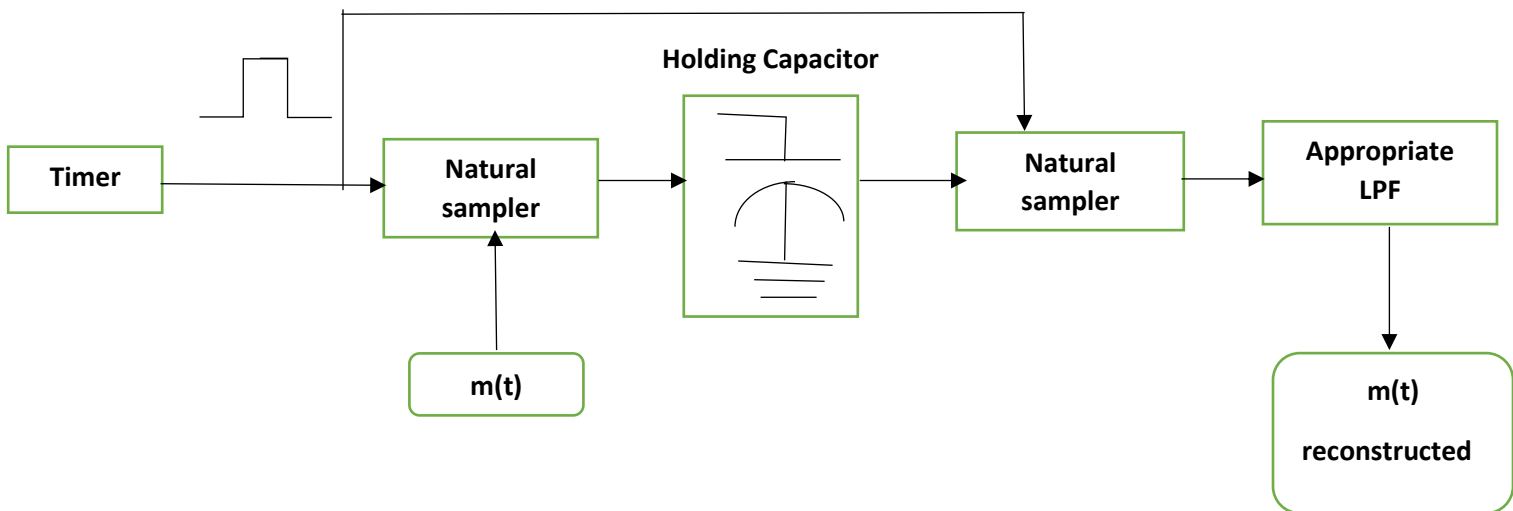 Holding Capacitor
Timer
Natural
sampler
Natural
sampler
Appropriate
LPF
m(t)
m(t)
reconstructed